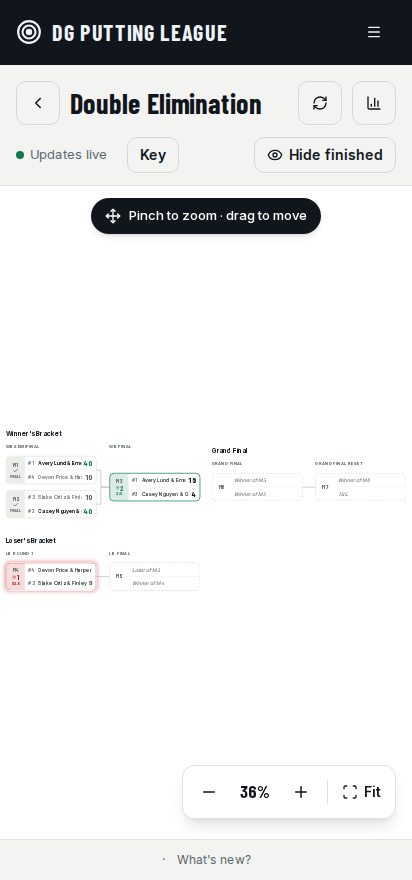 DG PUTTING LEAGUE
Double Elimination
Updates live
Key
Hide finished
Pinch to zoom · drag to move
Winner's Bracket
WB SEMIFINAL
WB FINAL
Grand Final
GRAND FINAL
GRAND FINAL RESET
M1
FINAL
#1 Avery Lund & Eme 40
#4 Devon Price & Har 10
M2
FINAL
#2 Blake Ortiz & Finl 10
#3 Casey Nguyen & 40
M3
2
#1 Avery Lund & Eme 19
#3 Casey Nguyen & G 4
M6
Winner of M3
Winner of M5
M7
Winner of M6
TBD
Loser's Bracket
LB ROUND 1
LB FINAL
M4
1
#4 Devon Price & Harper
#2 Blake Ortiz & Finley S
M5
Loser of M3
Winner of M4
36%
Fit
· What's new?